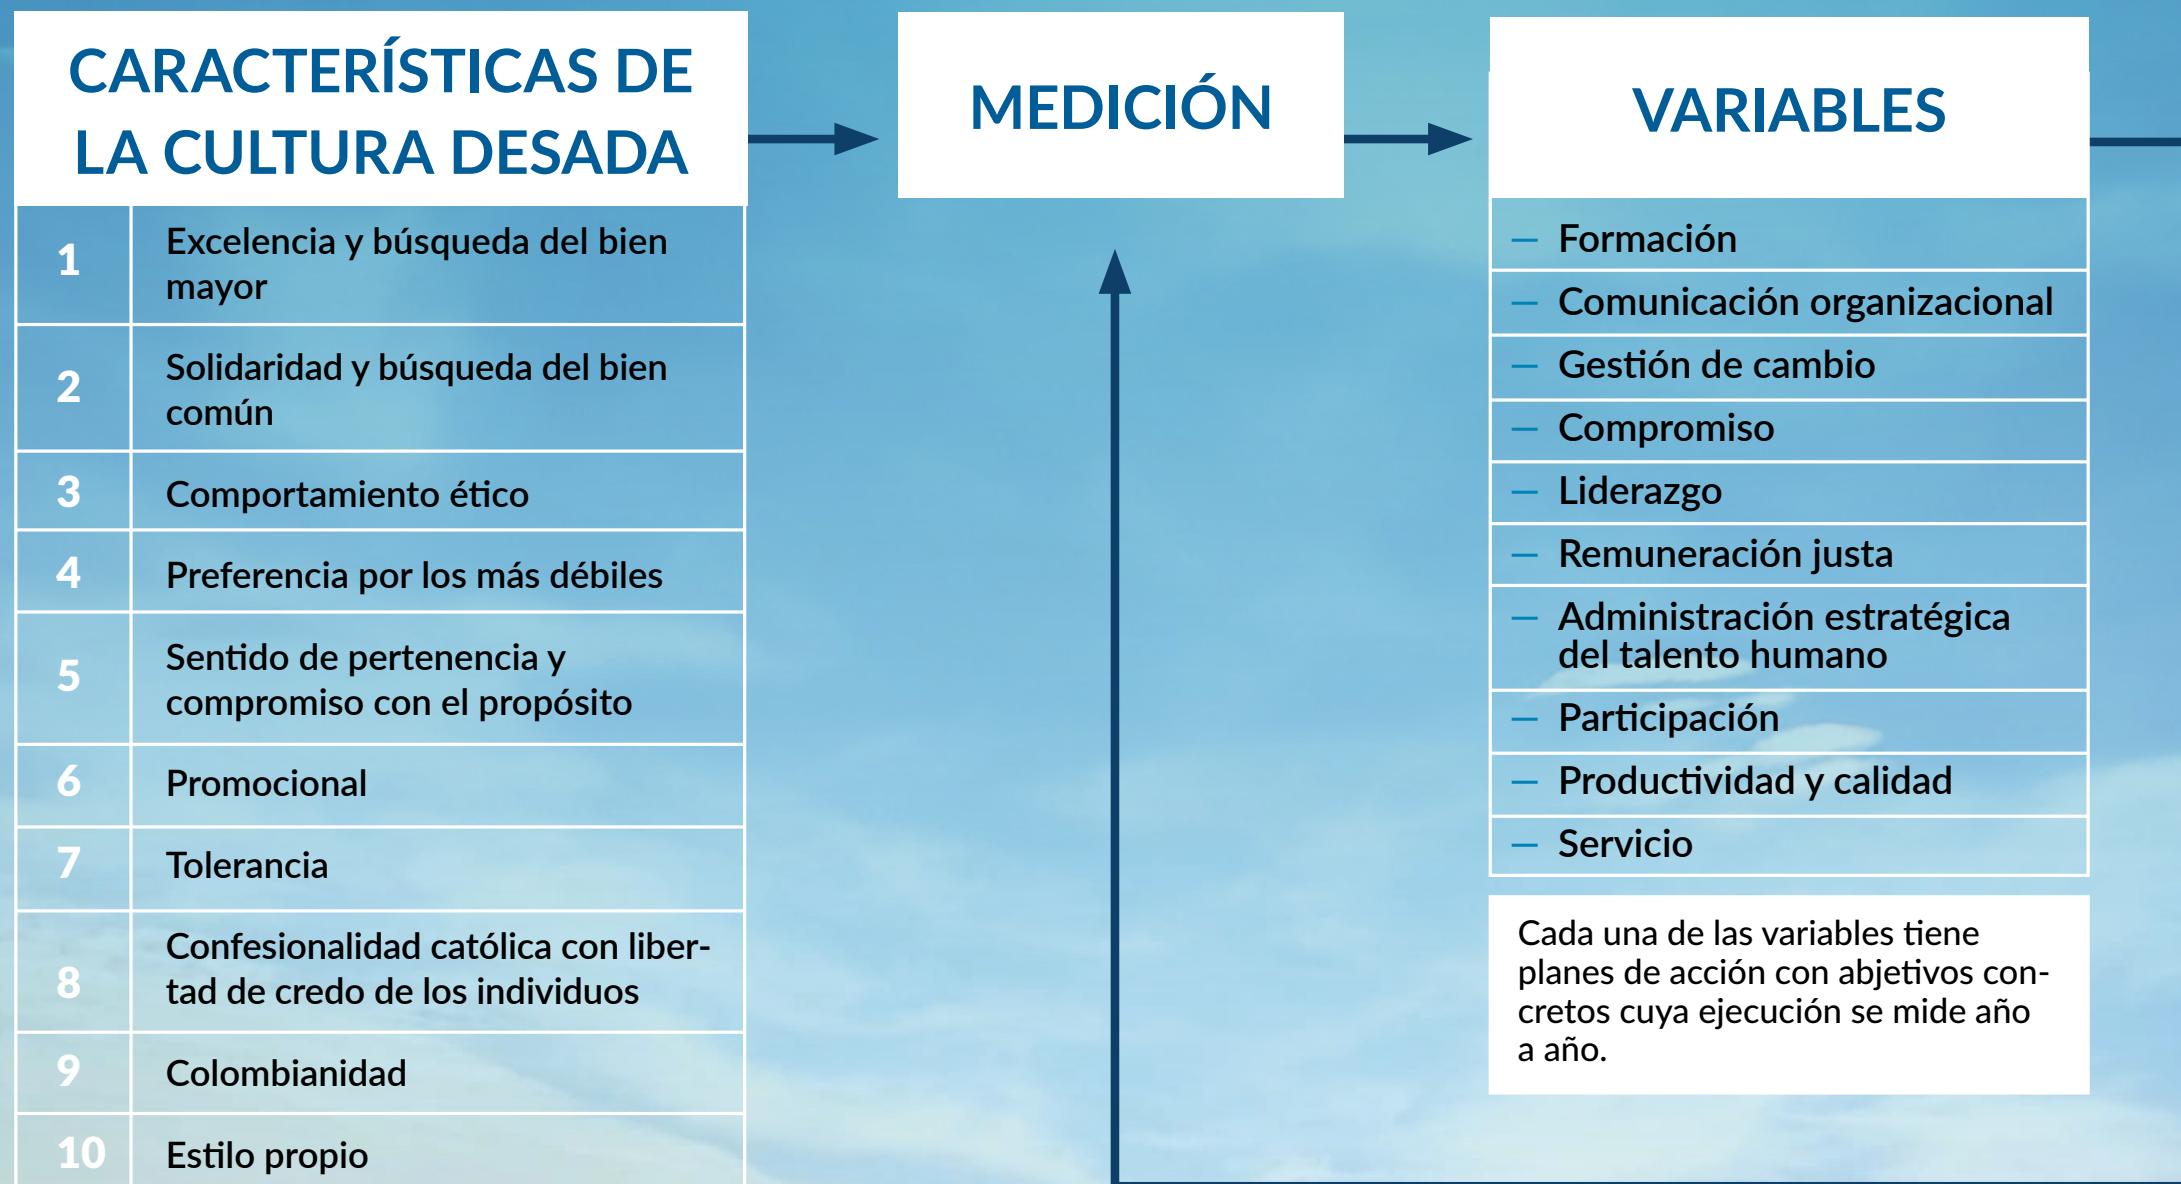 CARACTERÍSTICAS DE
LA CULTURA DESADA
1
Excelencia y búsqueda del bien
mayor
2
Solidaridad y búsqueda del bien
común
3
Comportamiento ético
4
Preferencia por los más débiles
5
Sentido de pertenencia y
compromiso con el propósito
6
Promocional
7
Tolerancia
8
Confesionalidad católica con liber-
tad de credo de los individuos
9
Colombianidad
10
Estilo propio
MEDICIÓN
VARIABLES
— Formación
— Comunicación organizacional
— Gestión de cambio
— Compromiso
— Liderazgo
— Remuneración justa
— Administración estratégica
del talento humano
— Participación
— Productividad y calidad
— Servicio
Cada una de las variables tiene
planes de acción con abjetivos con-
cretos cuya ejecución se mide año
a año.